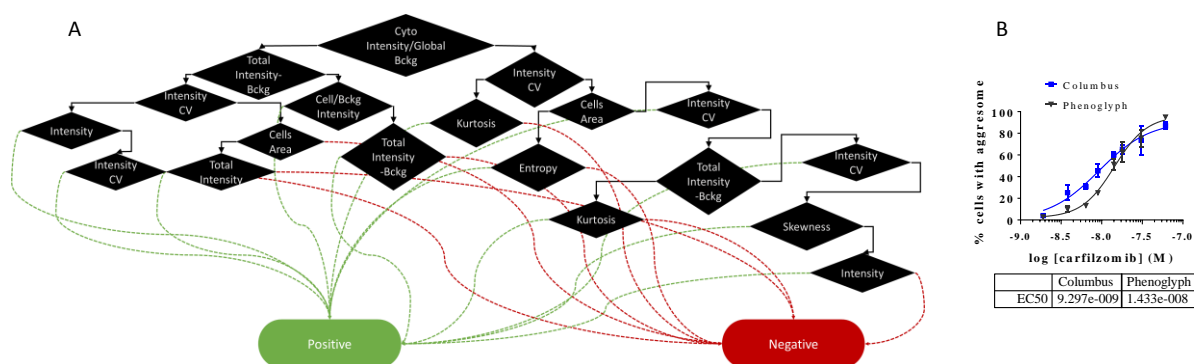 A
Cyto
Intensity/Global
Bckg
Total
Intensity-
Bckg
Intensity
CV
Intensity
CV
Cell/Bckg
Intensity
Cells
Area
Intensity
CV
Intensity
Cells
Area
Kurtosis
Intensity
CV
Total
Intensity
Total
Intensity
-Bckg
Entropy
Total
Intensity
-Bckg
Intensity
CV
Kurtosis
Skewness
Intensity
Positive
Negative
B
Columbus
Phenoglyph
% cells with aggresome
100
80
60
40
20
0
-9.0 -8.5 -8.0 -7.5 -7.0
log [carfilzomib] (M)
Columbus Phenoglyph
EC50 9.297e-009 1.433e-008